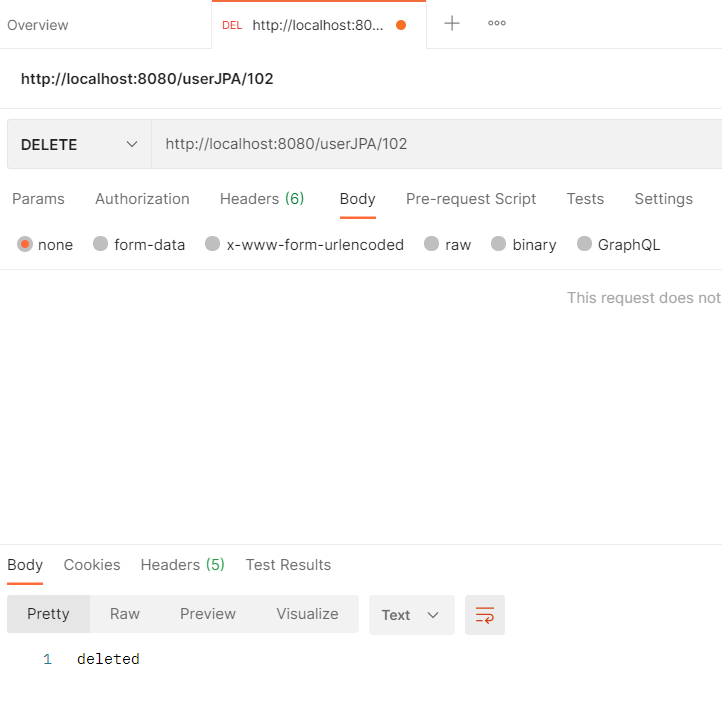 Overview
DEL http://localhost:80...
http://localhost:8080/userJPA/102
DELETE http://localhost:8080/userJPA/102
Params Authorization Headers (6) Body Pre-request Script Tests Settings
none form-data x-www-form-urlencoded raw binary GraphQL
This request does not
Body Cookies Headers (5) Test Results
Pretty Raw Preview Visualize Text
1 deleted